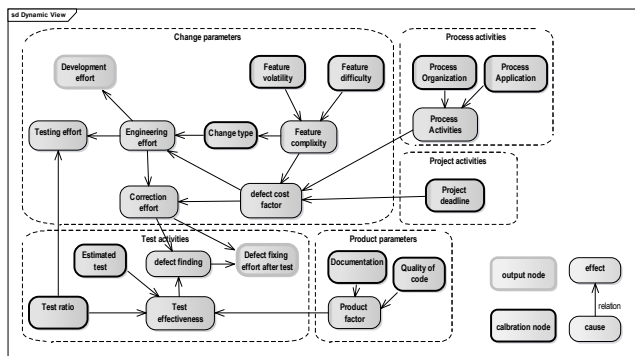 sd Dynamic View
Change parameters
Process activities
Development
effort
Feature
volatility
Feature
difficulty
Process
Organization
Process
Application
Testing effort
Engineering
effort
Change type
Feature
complixity
Process
Activities
Project activities
Correction
effort
defect cost
factor
Project
deadline
Test activities
Product parameters
Estimated
test
defect finding
Defect fixing
effort after test
Documentation
Quality of
code
output node
effect
relation
Test ratio
Test
effectiveness
Product
factor
calbration node
cause